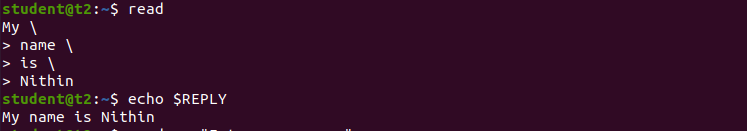 student@t2:~$ read
My \
> name \
> is \
> Nithin
student@t2:~$ echo $REPLY
My name is Nithin